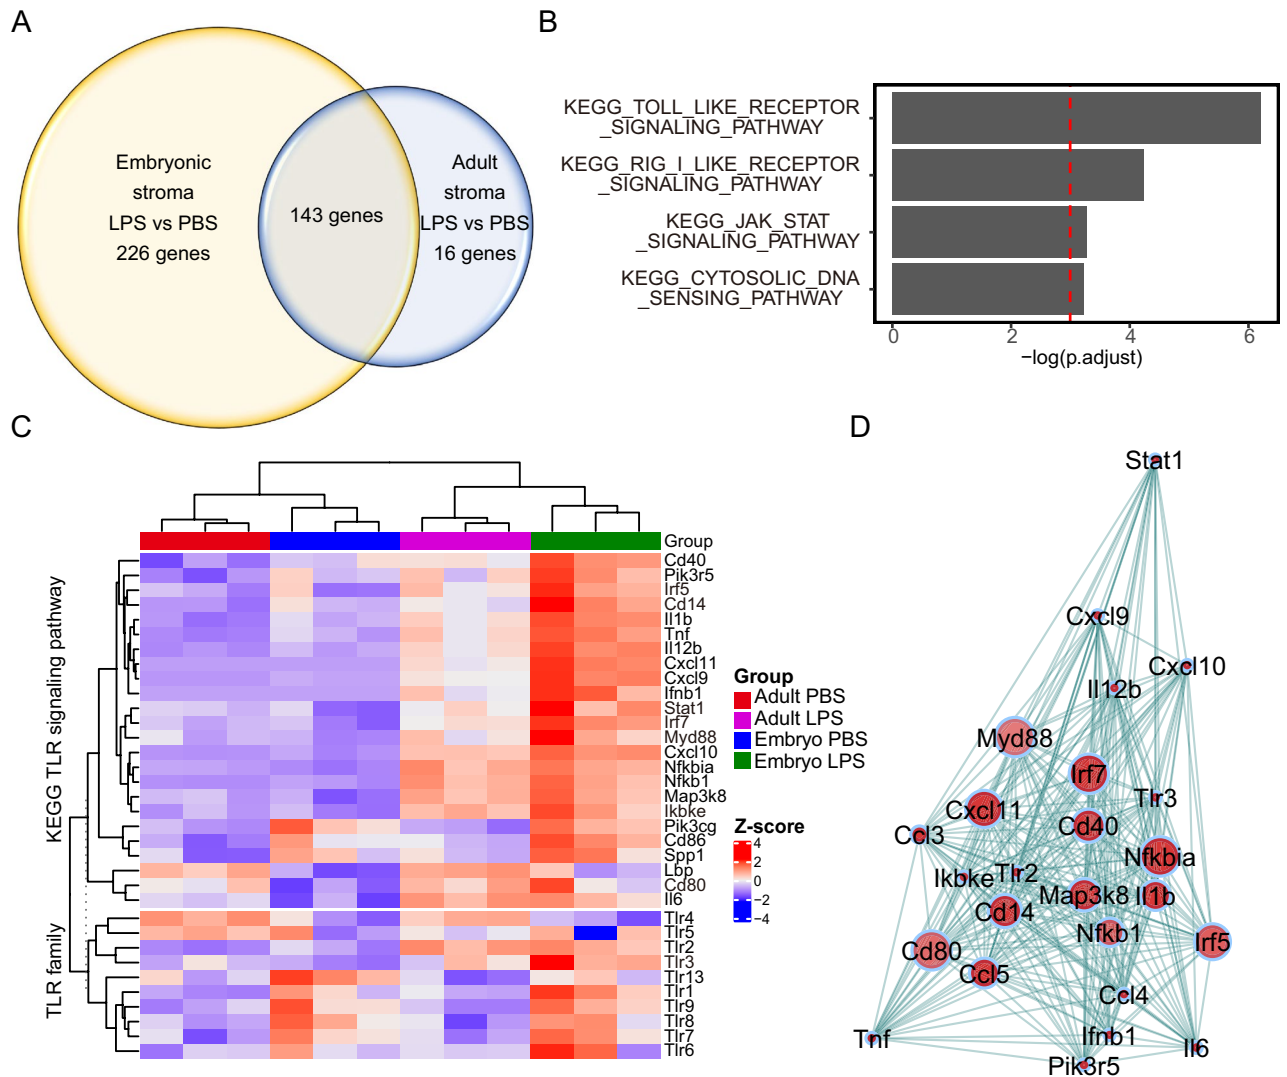 A
Embryonic
stroma
LPS vs PBS
226 genes
143 genes
Adult
stroma
LPS vs PBS
16 genes
B
KEGG_TOLL_LIKE_RECEPTOR
_SIGNALING_PATHWAY
KEGG_RIG_I_LIKE_RECEPTOR
_SIGNALING_PATHWAY
KEGG_JAK_STAT
_SIGNALING_PATHWAY
KEGG_CYTOSOLIC_DNA
_SENSING_PATHWAY
0 2 4 6
−log(p.adjust)
C
KEGG TLR signaling pathway
TLR family
Group
Cd40
Pik3r5
Irf5
Cd14
Il1b
Tnf
Il12b
Cxcl11
Cxcl9
Ifnb1
Stat1
Irf7
Myd88
Cxcl10
Nfkbia
Nfkb1
Map3k8
Ikbke
Pik3cg
Cd86
Spp1
Lbp
Cd80
Il6
Tlr4
Tlr5
Tlr2
Tlr3
Tlr13
Tlr1
Tlr9
Tlr8
Tlr7
Tlr6
Group
Adult PBS
Adult LPS
Embryo PBS
Embryo LPS
Z-score
4
2
0
−2
−4
D
Stat1
Cxcl9
Cxcl10
Il12b
Myd88
Irf7
Tlr3
Cxcl11
Cd40
Ccl3
Nfkbia
Ikbke
Tlr2
Map3k8
Il1b
Cd14
Nfkb1
Cd80
Irf5
Ccl5
Ccl4
Tnf
Ifnb1
Il6
Pik3r5